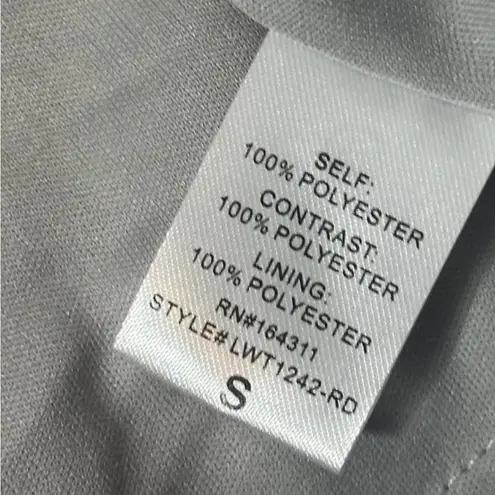 SELF:
100% POLYESTER
CONTRAST:
100% POLYESTER
LINING:
100% POLYESTER
RN#164311
STYLE# LWT1242-RD
S